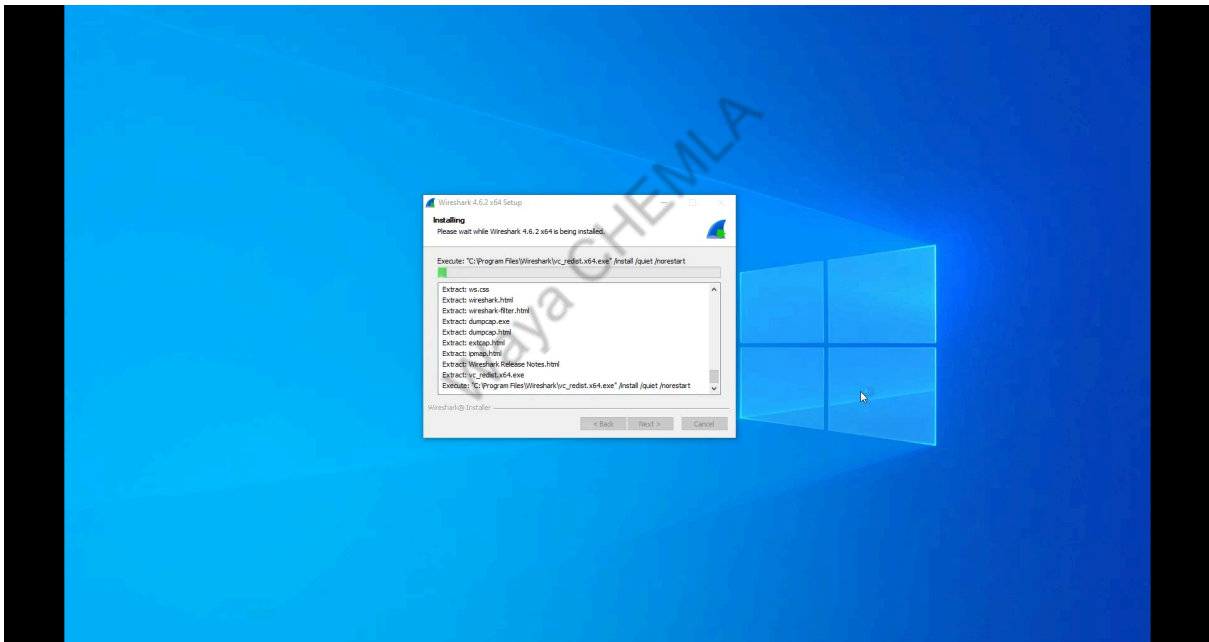 Wireshark 4.6.2 x64 Setup
Installing
Please wait while Wireshark 4.6.2 x64 is being installed.
Execute: "C:\Program Files\Wireshark\vc_redist.x64.exe" /install /quiet /norestart
Extract: ws.css
Extract: wireshark.html
Extract: wireshark-filter.html
Extract: dumpcap.exe
Extract: dumpcap.html
Extract: extcap.html
Extract: ipmap.html
Extract: Wireshark Release Notes.html
Extract: vc_redist.x64.exe
Execute: "C:\Program Files\Wireshark\vc_redist.x64.exe" /install /quiet /norestart
Wireshark® Installer
< Back Next > Cancel
Waya CHEMLA